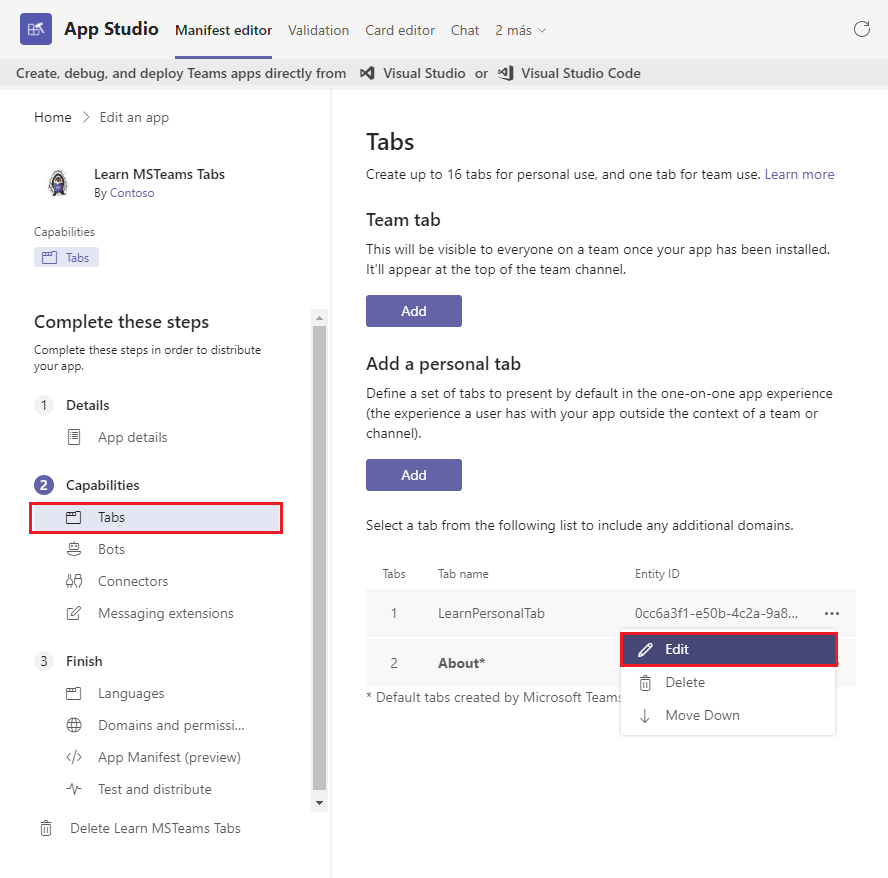 App Studio
Manifest editor
Validation
Card editor
Chat
2 más
Create, debug, and deploy Teams apps directly from Visual Studio or Visual Studio Code
Home > Edit an app
Learn MSTeams Tabs
By Contoso
Capabilities
Tabs
Complete these steps
Complete these steps in order to distribute
your app.
1 Details
App details
2 Capabilities
Tabs
Bots
Connectors
Messaging extensions
3 Finish
Languages
Domains and permissi...
</> App Manifest (preview)
Test and distribute
Delete Learn MSTeams Tabs
Tabs
Create up to 16 tabs for personal use, and one tab for team use. Learn more
Team tab
This will be visible to everyone on a team once your app has been installed.
It'll appear at the top of the team channel.
Add
Add a personal tab
Define a set of tabs to present by default in the one-on-one app experience
(the experience a user has with your app outside the context of a team or
channel).
Add
Select a tab from the following list to include any additional domains.
Tabs Tab name Entity ID
1 LearnPersonalTab 0cc6a3f1-e50b-4c2a-9a8... ...
2 About*
* Default tabs created by Microsoft Teams
Edit
Delete
Move Down